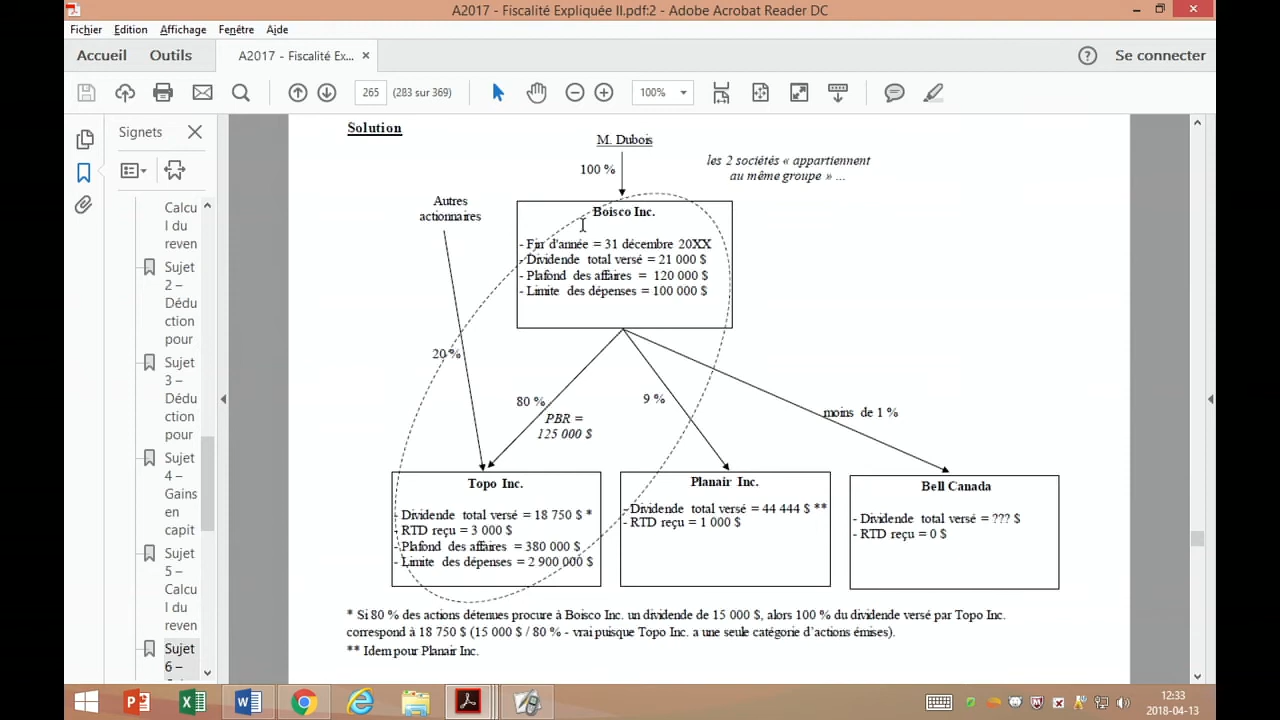 A2017 - Fiscalité Expliquée II.pdf:2 - Adobe Acrobat Reader DC
Fichier Edition Affichage Fenêtre Aide
Accueil Outils A2017 - Fiscalité Ex... × Se connecter
265 (283 sur 369) 100%
Signets
Calcu
l du
reven
Sujet
2 –
Dédu
ction
pour
Sujet
3 –
Dédu
ction
pour
Sujet
4 –
Gains
en
capit
Sujet
5 –
Calcu
l du
reven
Sujet
6 –
Solution
M. Dubois
100 %
les 2 sociétés « appartiennent
au même groupe » ...
Autres
actionnaires
Boisco Inc.
- Fin d'année = 31 décembre 20XX
- Dividende total versé = 21 000 $
- Plafond des affaires = 120 000 $
- Limite des dépenses = 100 000 $
20 %
80 %
PBR =
125 000 $
9 %
moins de 1 %
Topo Inc.
- Dividende total versé = 18 750 $ *
- RTD reçu = 3 000 $
- Plafond des affaires = 380 000 $
- Limite des dépenses = 2 900 000 $
Planair Inc.
- Dividende total versé = 44 444 $ **
- RTD reçu = 1 000 $
Bell Canada
- Dividende total versé = ??? $
- RTD reçu = 0 $
* Si 80 % des actions détenues procure à Boisco Inc. un dividende de 15 000 $, alors 100 % du dividende versé par Topo Inc.
correspond à 18 750 $ (15 000 $ / 80 % - vrai puisque Topo Inc. a une seule catégorie d'actions émises).
** Idem pour Planair Inc.
12:33
2018-04-13